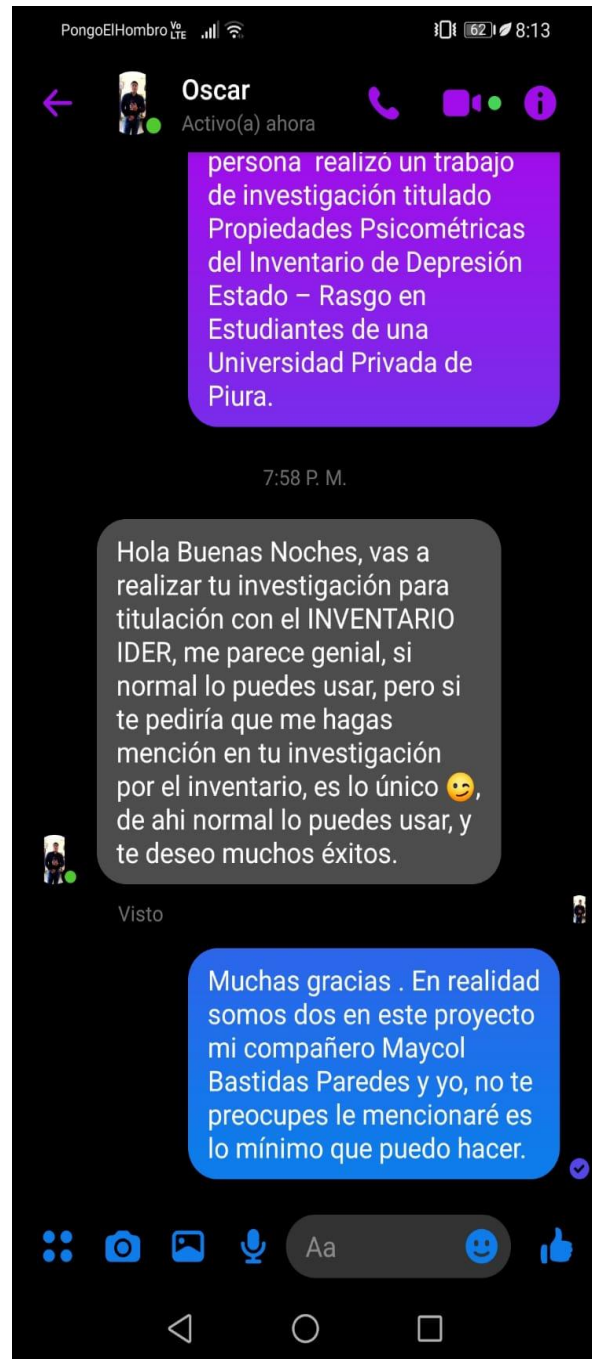 PongoElHombro Vo LTE 62 8:13
Oscar
Activo(a) ahora
persona realizó un trabajo
de investigación titulado
Propiedades Psicométricas
del Inventario de Depresión
Estado – Rasgo en
Estudiantes de una
Universidad Privada de
Piura.
7:58 P. M.
Hola Buenas Noches, vas a
realizar tu investigación para
titulación con el INVENTARIO
IDER, me parece genial, si
normal lo puedes usar, pero si
te pediría que me hagas
mención en tu investigación
por el inventario, es lo único 😉,
de ahi normal lo puedes usar, y
te deseo muchos éxitos.
Visto
Muchas gracias . En realidad
somos dos en este proyecto
mi compañero Maycol
Bastidas Paredes y yo, no te
preocupes le mencionaré es
lo mínimo que puedo hacer.
Aa